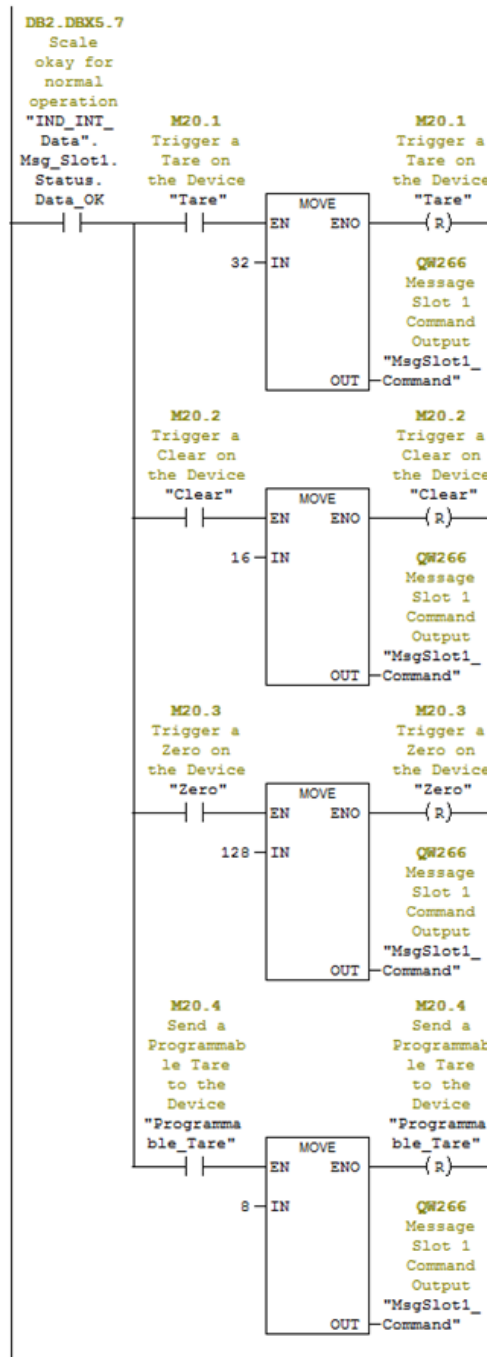 DB2.DBX5.7
Scale
okay for
normal
operation
"IND_INT_
Data".
Msg_Slot1.
Status.
Data_OK
M20.1
Trigger a
Tare on
the Device
"Tare"
MOVE
EN ENO
32 IN
OUT
M20.1
Trigger a
Tare on
the Device
"Tare"
(R)
QW266
Message
Slot 1
Command
Output
"MsgSlot1_
Command"
M20.2
Trigger a
Clear on
the Device
"Clear"
MOVE
EN ENO
16 IN
OUT
M20.2
Trigger a
Clear on
the Device
"Clear"
(R)
QW266
Message
Slot 1
Command
Output
"MsgSlot1_
Command"
M20.3
Trigger a
Zero on
the Device
"Zero"
MOVE
EN ENO
128 IN
OUT
M20.3
Trigger a
Zero on
the Device
"Zero"
(R)
QW266
Message
Slot 1
Command
Output
"MsgSlot1_
Command"
M20.4
Send a
Programmab
le Tare
to the
Device
"Programma
ble_Tare"
MOVE
EN ENO
8 IN
OUT
M20.4
Send a
Programmab
le Tare
to the
Device
"Programma
ble_Tare"
(R)
QW266
Message
Slot 1
Command
Output
"MsgSlot1_
Command"